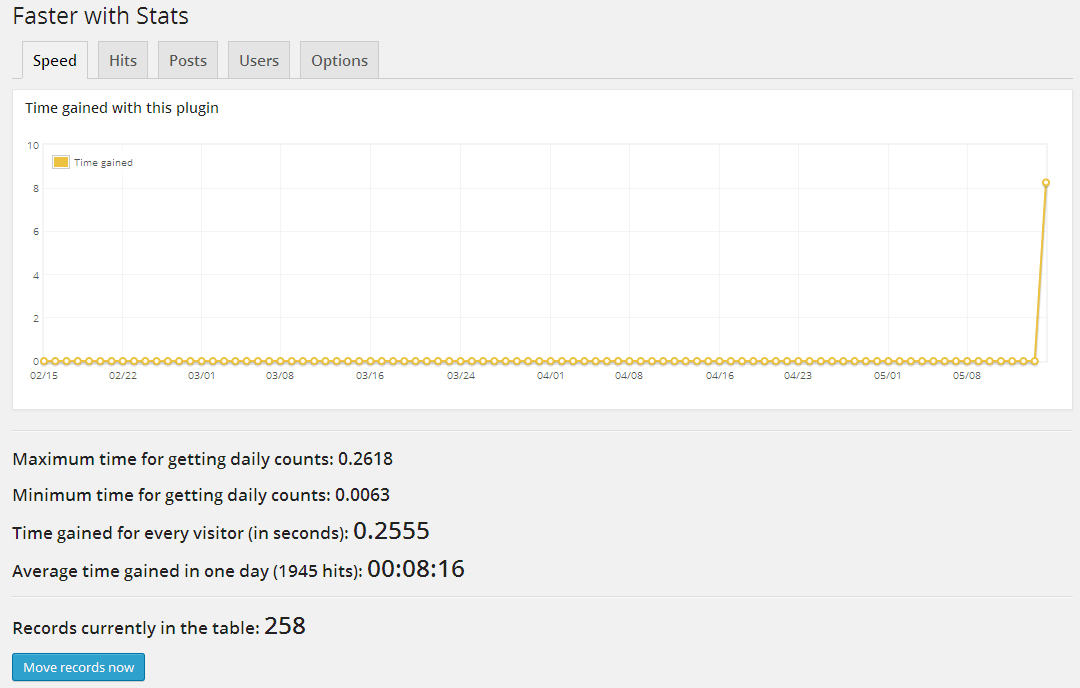 Faster with Stats
Speed Hits Posts Users Options
Time gained with this plugin
10
Time gained
8
6
4
2
0
02/15 02/22 03/01 03/08 03/16 03/24 04/01 04/08 04/16 04/23 05/01 05/08
Maximum time for getting daily counts: 0.2618
Minimum time for getting daily counts: 0.0063
Time gained for every visitor (in seconds): 0.2555
Average time gained in one day (1945 hits): 00:08:16
Records currently in the table: 258
Move records now